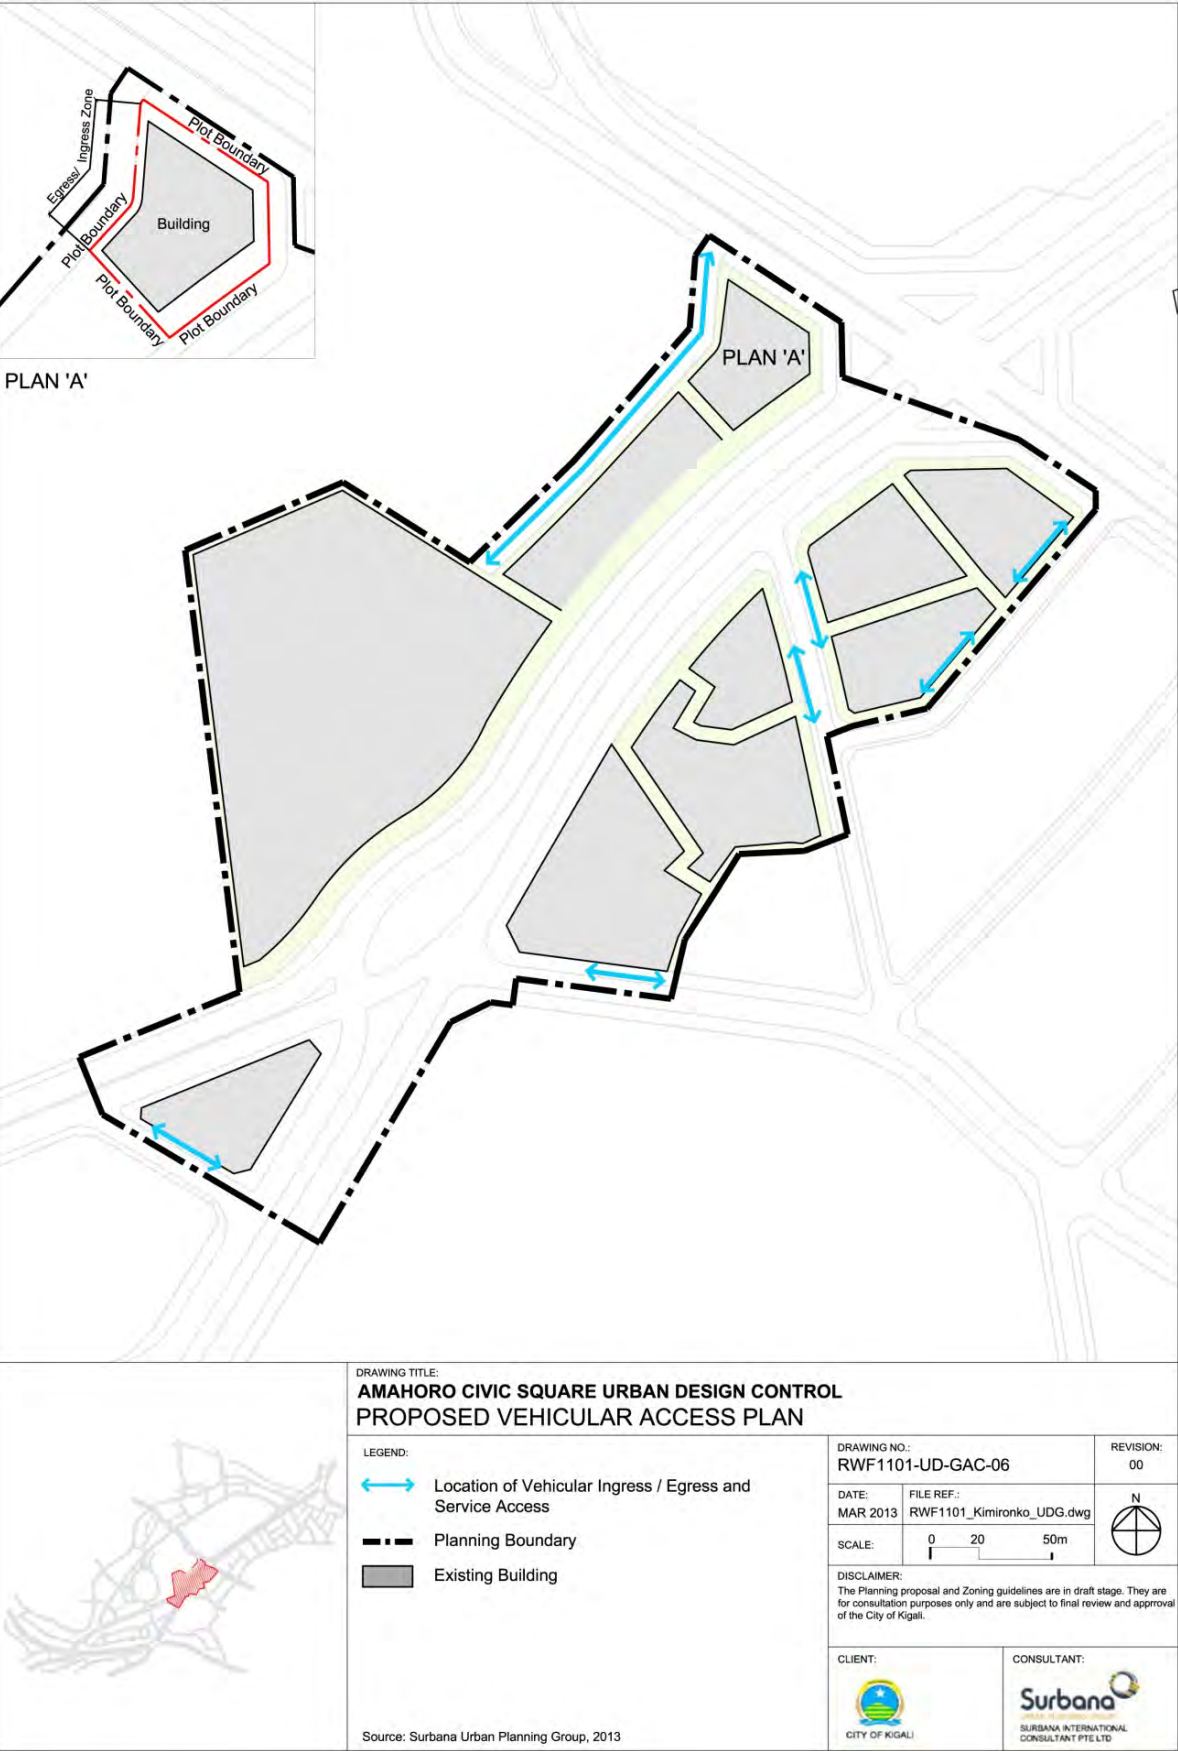 Egress/ Ingress Zone
Plot Boundary
Plot Boundary
Building
Plot Boundary
Plot Boundary
PLAN 'A'
PLAN 'A'
DRAWING TITLE:
AMAHORO CIVIC SQUARE URBAN DESIGN CONTROL
PROPOSED VEHICULAR ACCESS PLAN
LEGEND:
Location of Vehicular Ingress / Egress and
Service Access
Planning Boundary
Existing Building
Source: Surbana Urban Planning Group, 2013
DRAWING NO.:
RWF1101-UD-GAC-06
REVISION:
00
DATE:
MAR 2013
FILE REF.:
RWF1101_Kimironko_UDG.dwg
N
SCALE:
0 20 50m
DISCLAIMER:
The Planning proposal and Zoning guidelines are in draft stage. They are
for consultation purposes only and are subject to final review and apprroval
of the City of Kigali.
CLIENT:
CITY OF KIGALI
CONSULTANT:
Surbana
SURBANA INTERNATIONAL
CONSULTANT PTE LTD